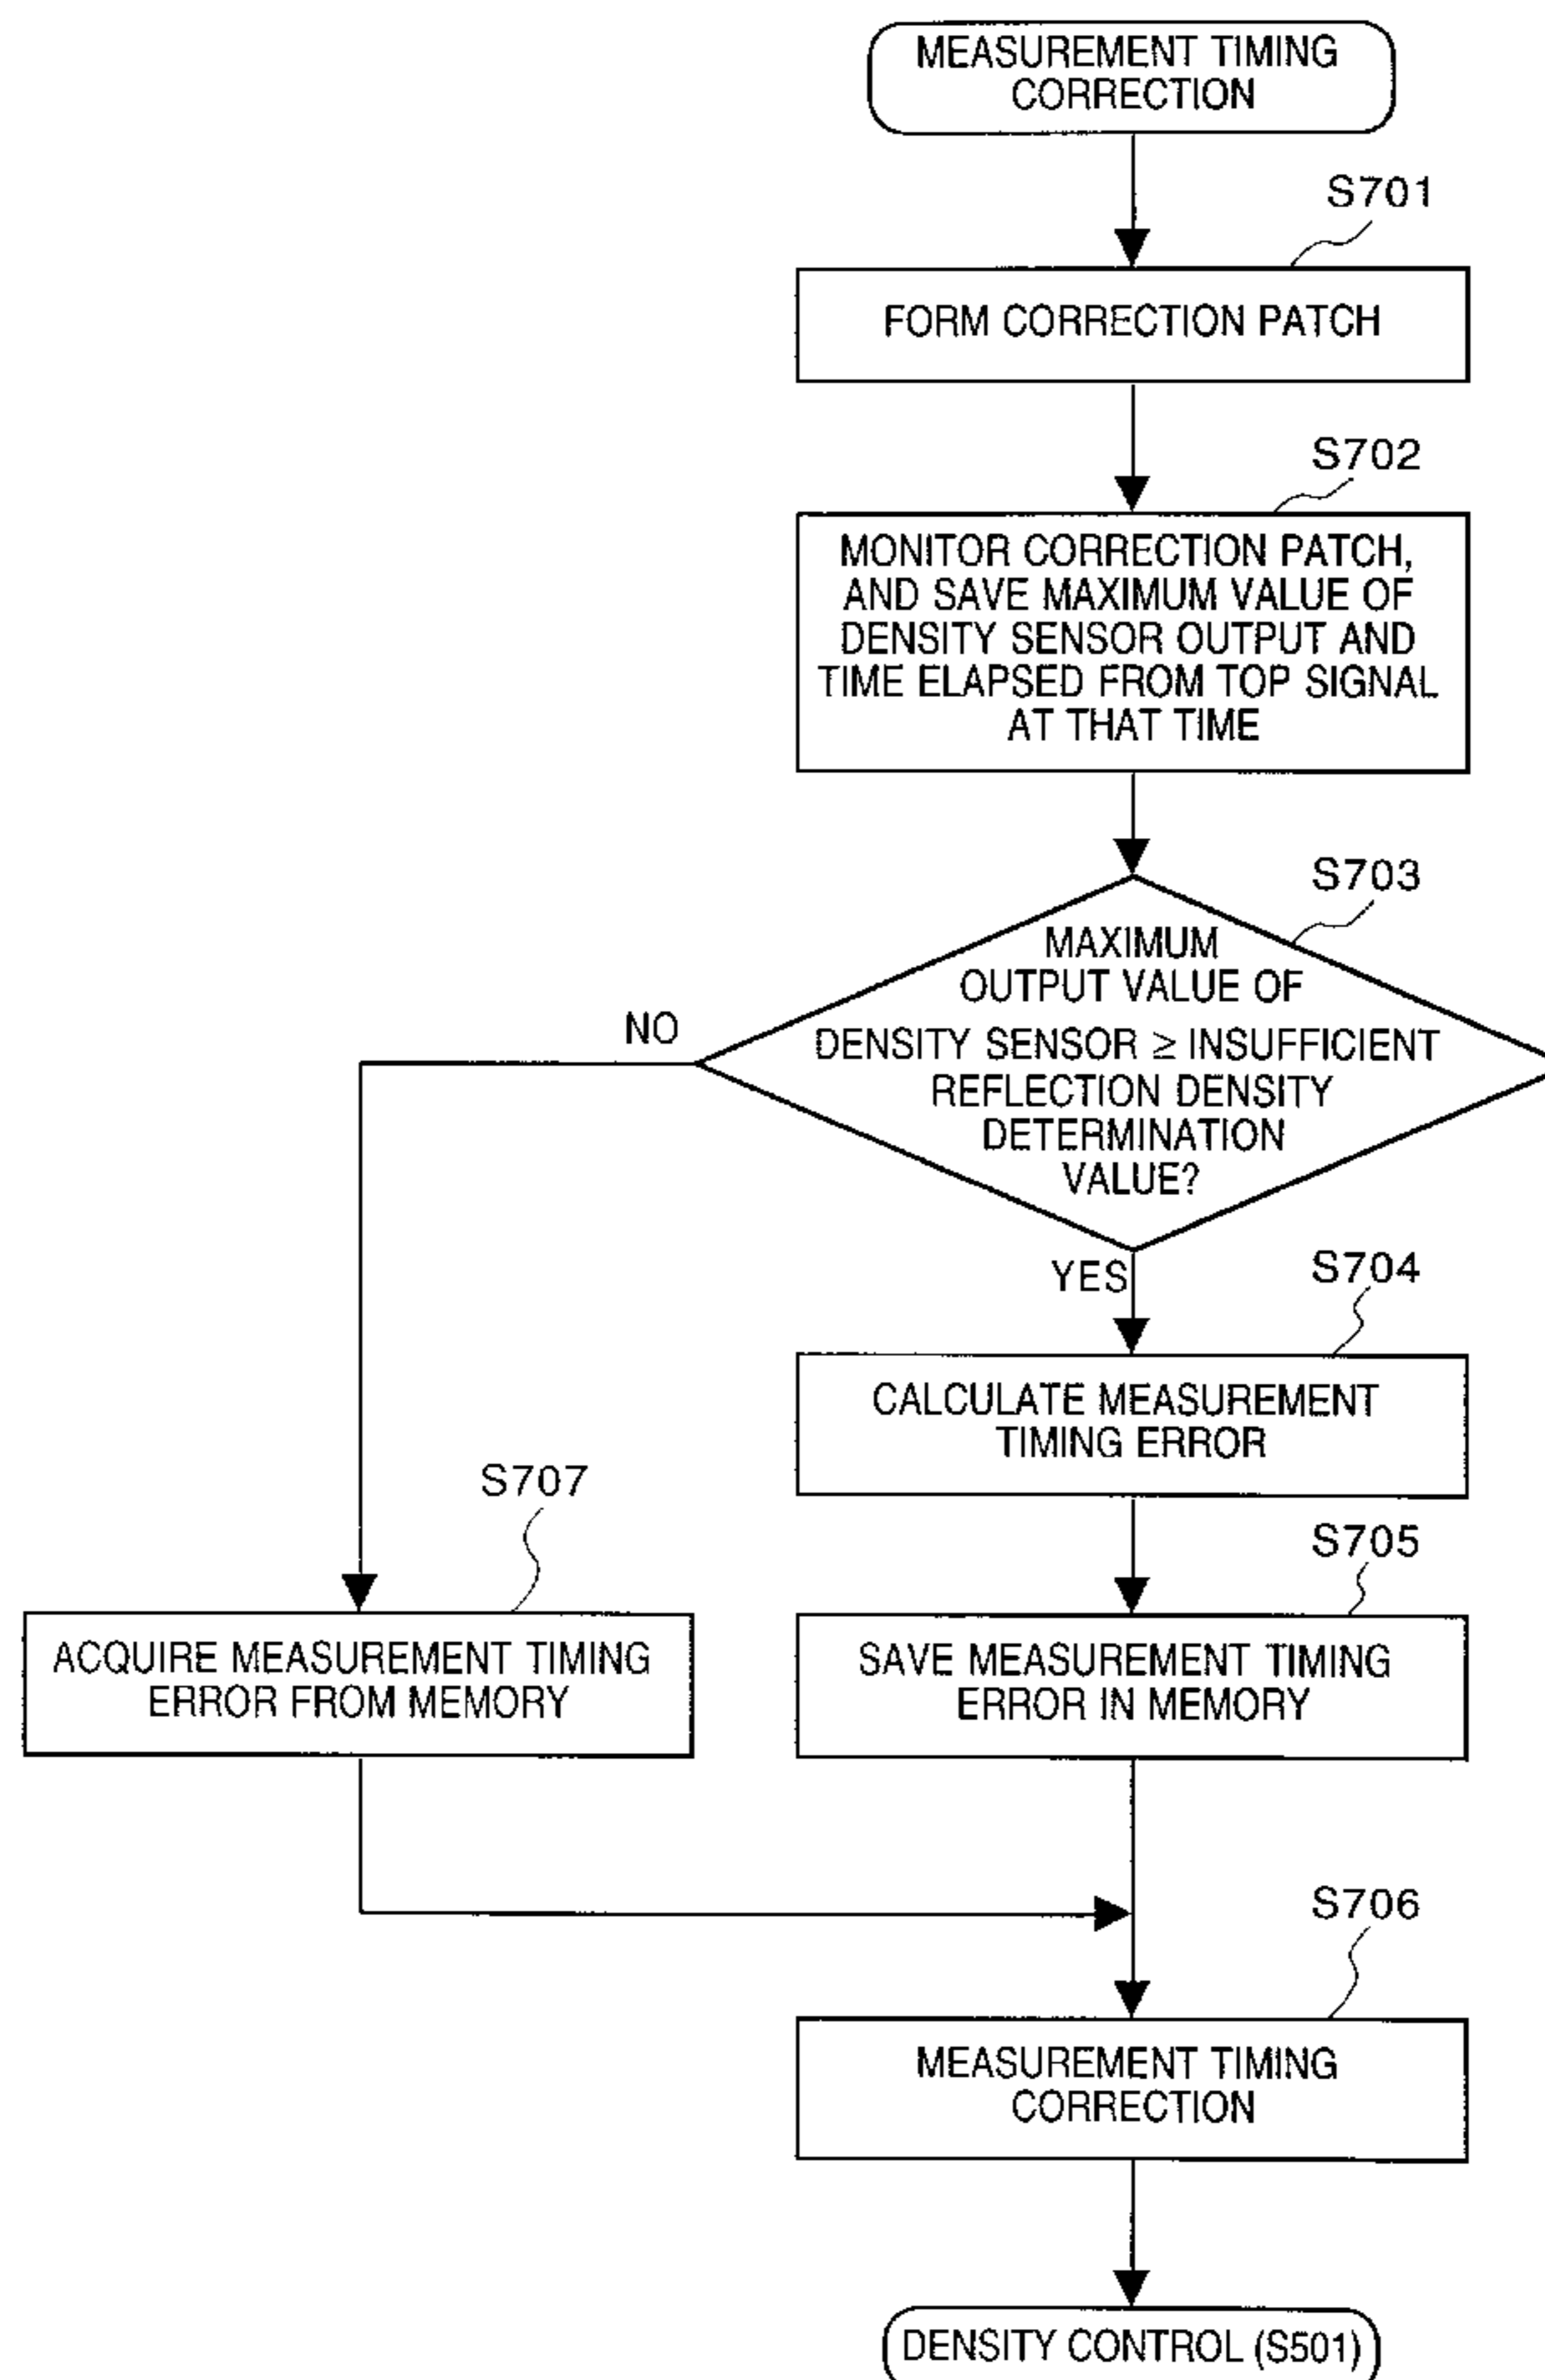 MEASUREMENT TIMING
CORRECTION
S701
FORM CORRECTION PATCH
S702
MONITOR CORRECTION PATCH,
AND SAVE MAXIMUM VALUE OF
DENSITY SENSOR OUTPUT AND
TIME ELAPSED FROM TOP SIGNAL
AT THAT TIME
S703
MAXIMUM
OUTPUT VALUE OF
DENSITY SENSOR ≥ INSUFFICIENT
REFLECTION DENSITY
DETERMINATION
VALUE?
NO
YES
S704
CALCULATE MEASUREMENT
TIMING ERROR
S707
ACQUIRE MEASUREMENT TIMING
ERROR FROM MEMORY
S705
SAVE MEASUREMENT TIMING
ERROR IN MEMORY
S706
MEASUREMENT TIMING
CORRECTION
DENSITY CONTROL (S501)